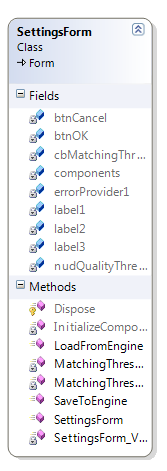 SettingsForm
Class
Form
Fields
btnCancel
btnOK
cbMatchingThr...
components
errorProvider1
label1
label2
label3
nudQualityThre...
Methods
Dispose
InitializeCompo...
LoadFromEngine
MatchingThres...
MatchingThres...
SaveToEngine
SettingsForm
SettingsForm_V...